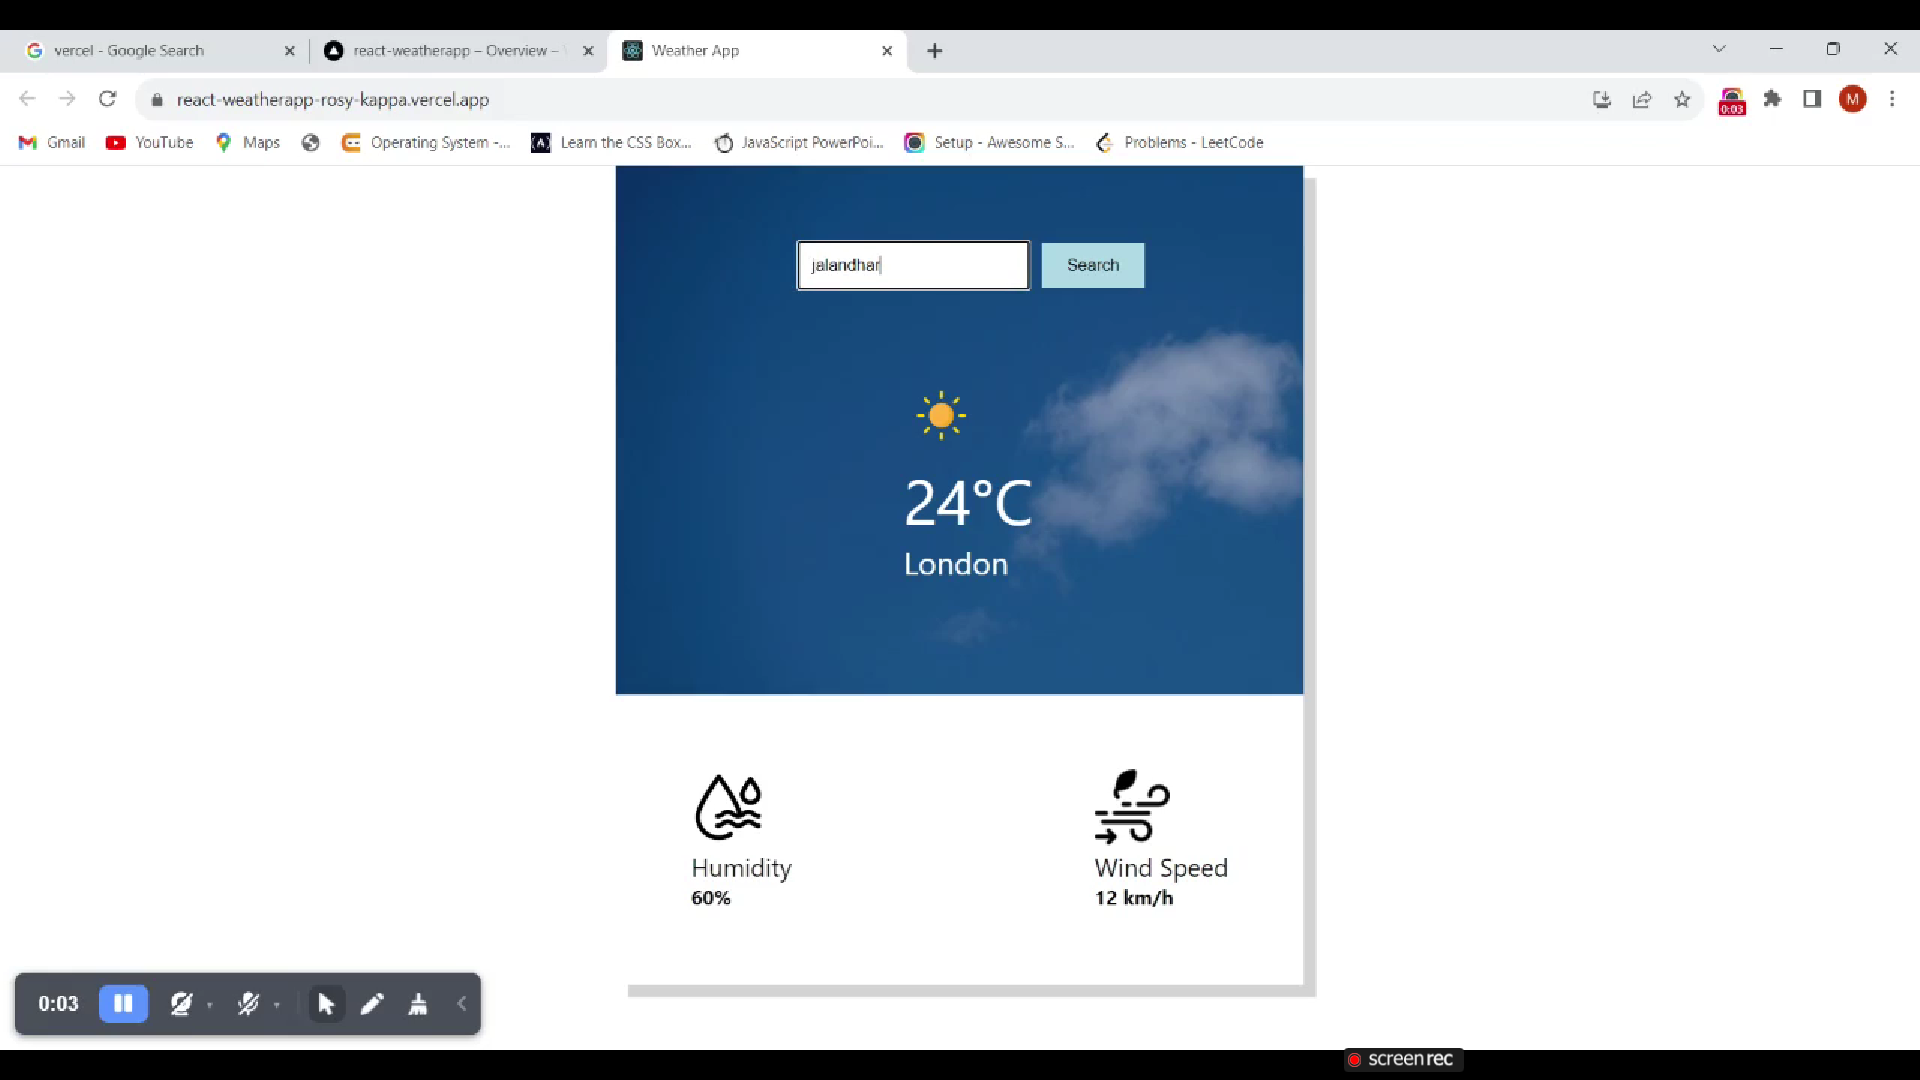 vercel - Google Search
react-weatherapp – Overview –
Weather App
react-weatherapp-rosy-kappa.vercel.app
0:03
M
Gmail
YouTube
Maps
Operating System -...
Learn the CSS Box...
JavaScript PowerPoi...
Setup - Awesome S...
Problems - LeetCode
jalandhar
Search
24°C
London
Humidity
60%
Wind Speed
12 km/h
0:03
screenrec